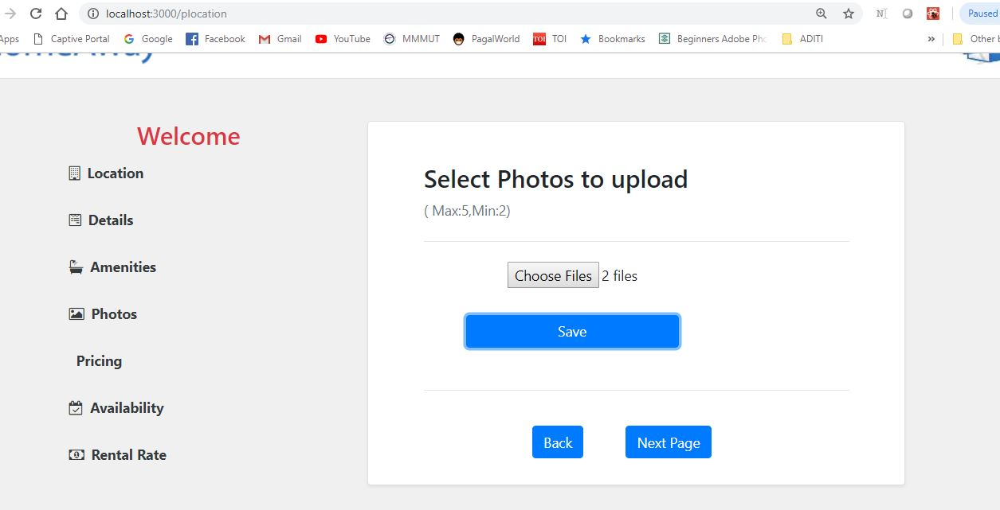 localhost:3000/plocation
Paused
Apps Captive Portal Google Facebook Gmail YouTube MMMUT PagalWorld TOI TOI Bookmarks Beginners Adobe Pho ADITI » Other b
Welcome
Location
Details
Amenities
Photos
Pricing
Availability
Rental Rate
Select Photos to upload
( Max:5,Min:2)
Choose Files 2 files
Save
Back Next Page